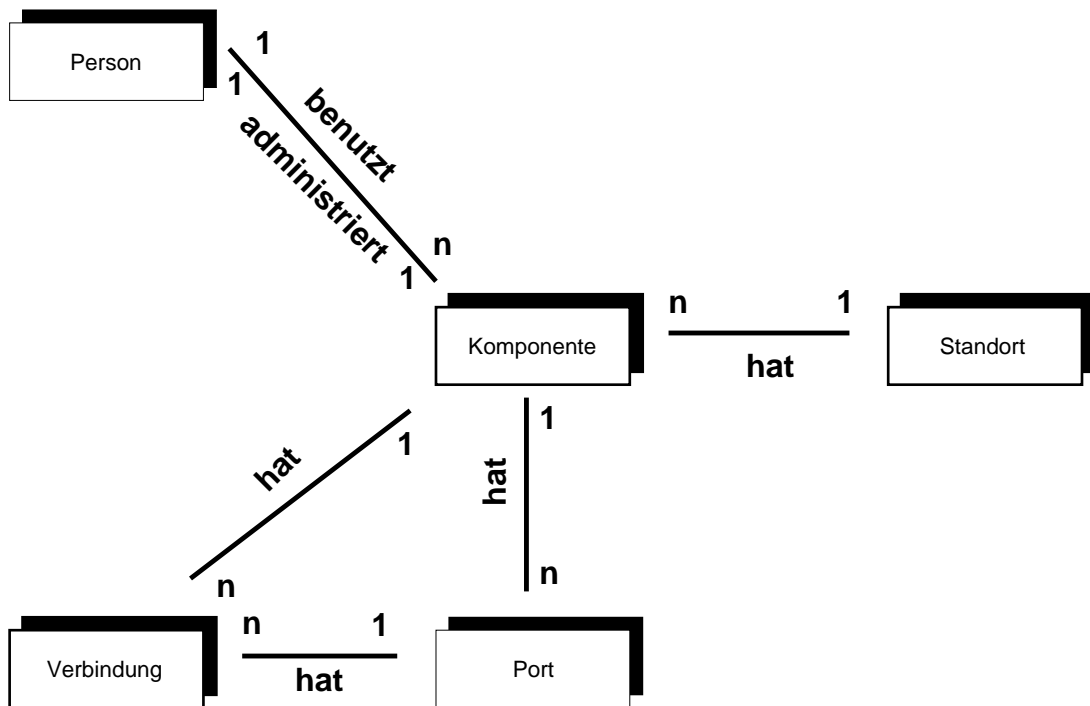 Person
1
1
benutzt
administriert
n
1
Komponente
n
1
hat
Standort
1
hat
n
1
hat
n
Verbindung
n
1
hat
Port